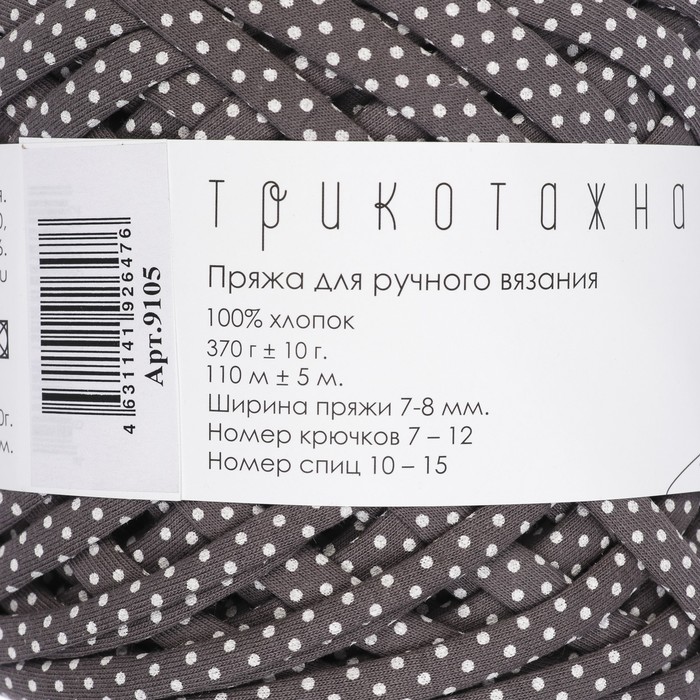 трикотажна
Пряжа для ручного вязания
100% хлопок
370 г ± 10 г.
110 м ± 5 м.
Ширина пряжи 7-8 мм.
Номер крючков 7 – 12
Номер спиц 10 – 15
4 631141 926476
Арт.9105